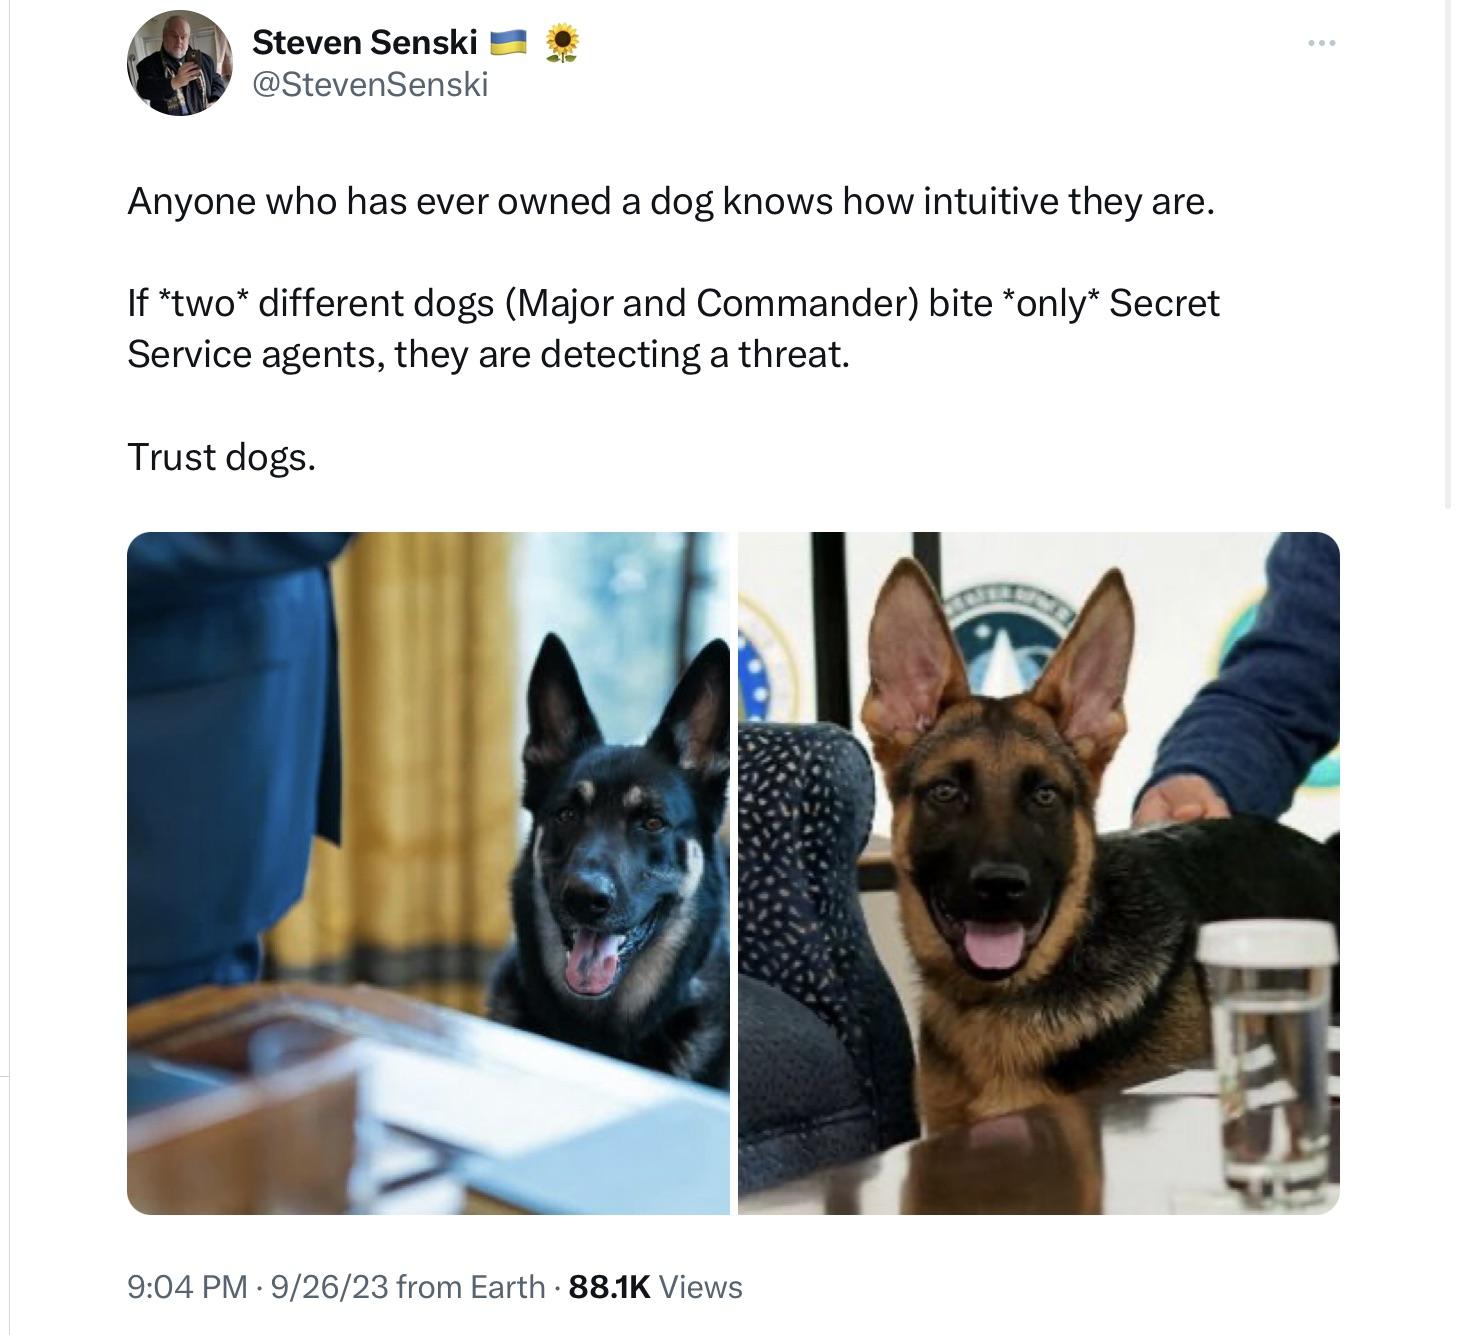 Steven Senski 🇺🇦 🌻
@StevenSenski
Anyone who has ever owned a dog knows how intuitive they are.
If *two* different dogs (Major and Commander) bite *only* Secret
Service agents, they are detecting a threat.
Trust dogs.
9:04 PM · 9/26/23 from Earth · 88.1K Views